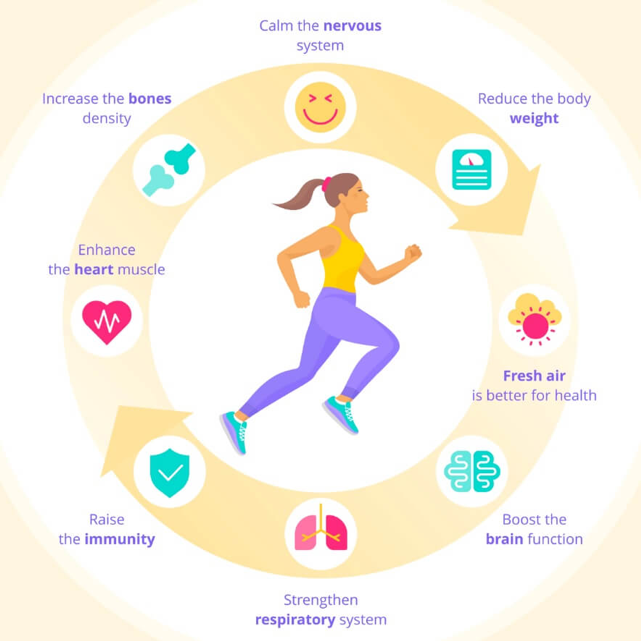 Calm the nervous
system
Reduce the body
weight
Fresh air
is better for health
Boost the
brain function
Strengthen
respiratory system
Raise
the immunity
Enhance
the heart muscle
Increase the bones
density